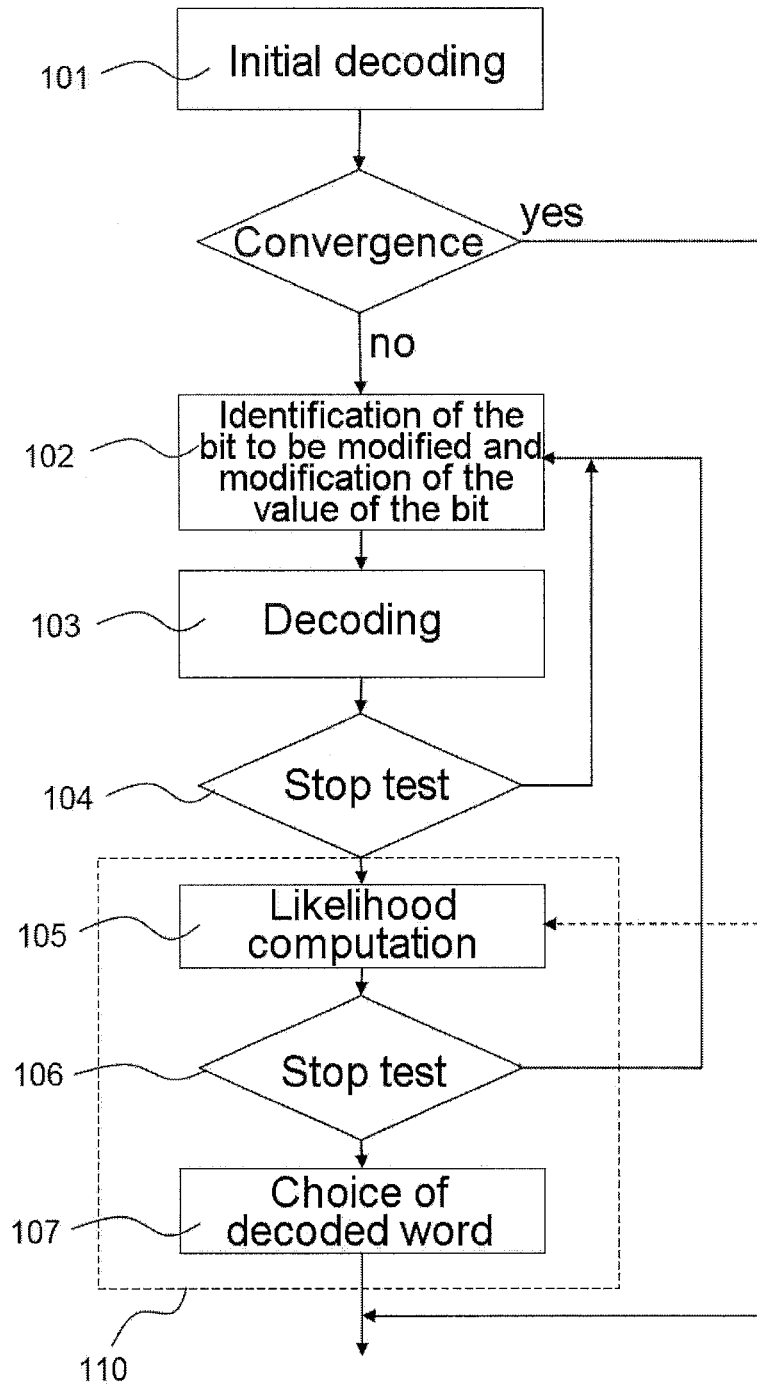 101
Initial decoding
Convergence
yes
no
102
Identification of the
bit to be modified and
modification of the
value of the bit
103
Decoding
104
Stop test
105
Likelihood
computation
106
Stop test
107
Choice of
decoded word
110